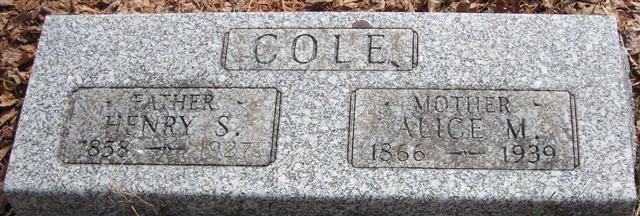 COLE
FATHER
HENRY S.
1858 — 1927
MOTHER
ALICE M.
1866 — 1939